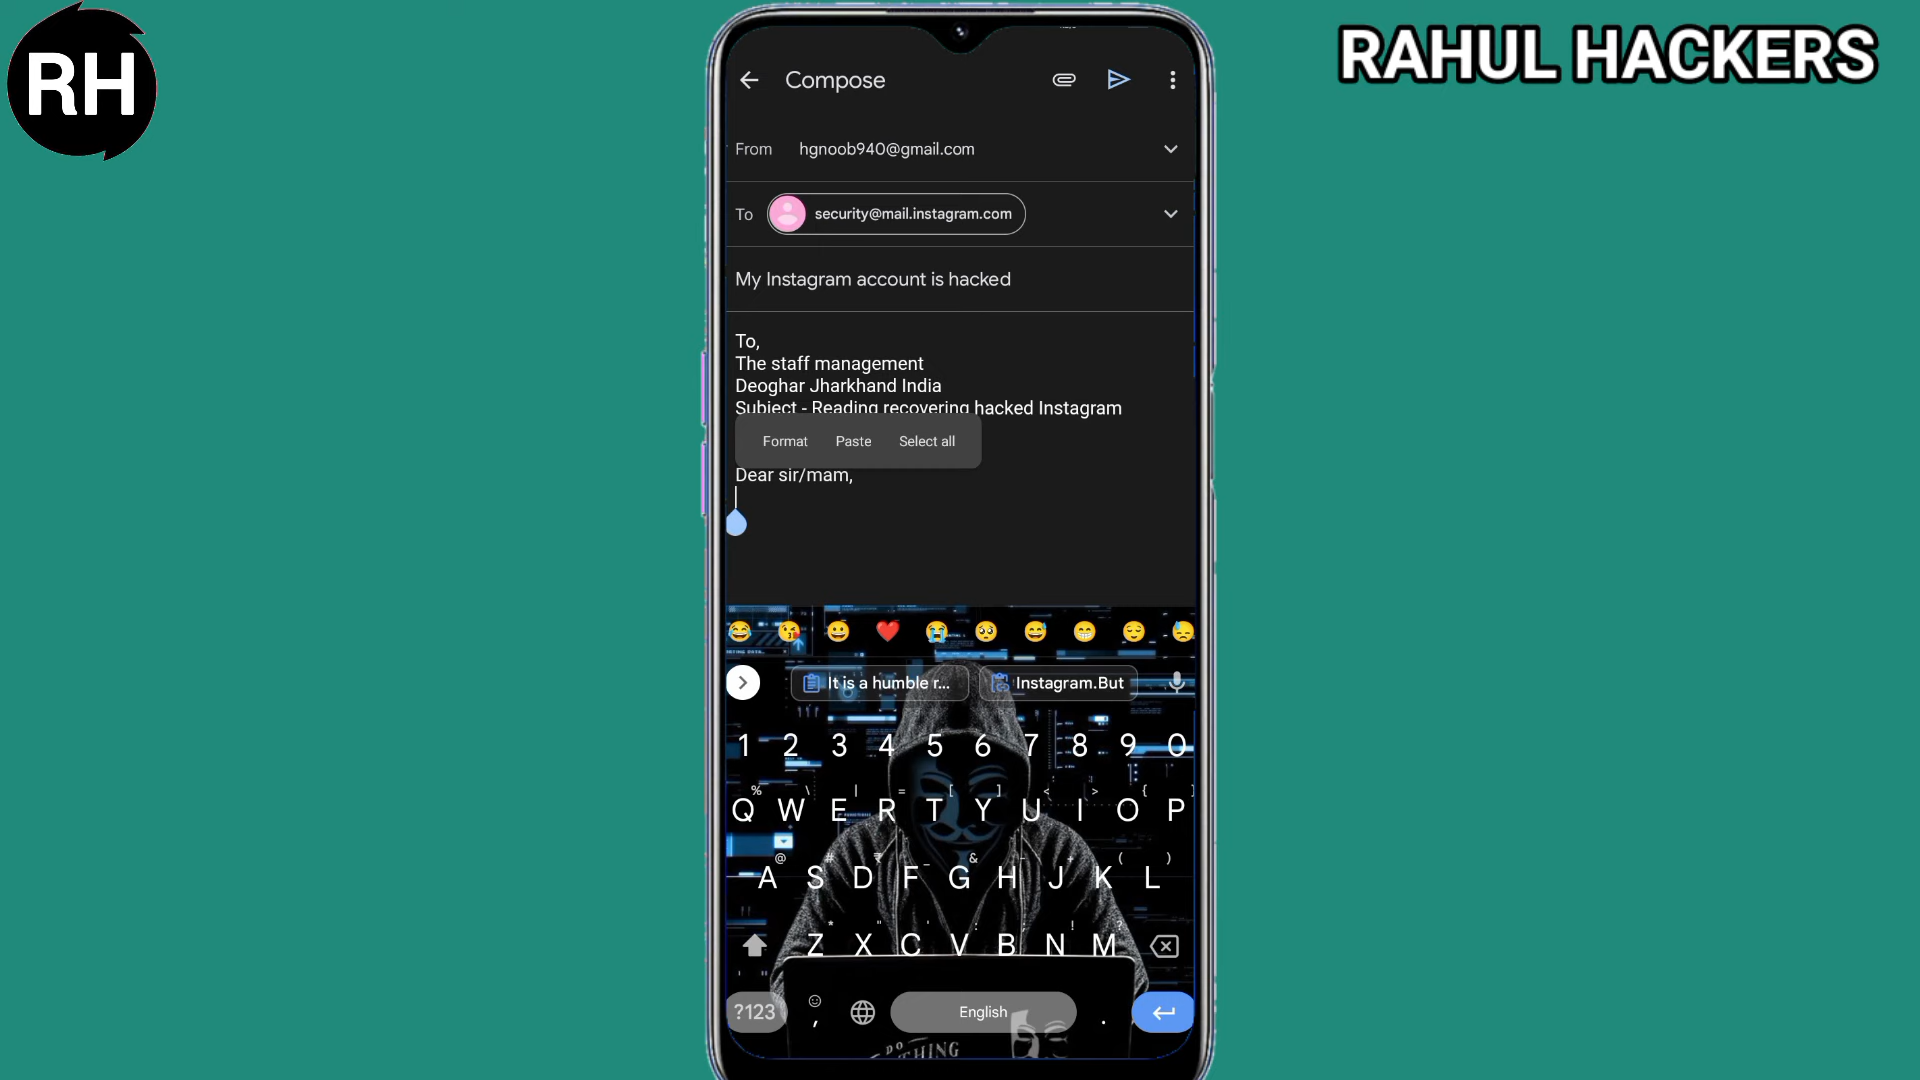 RH
RAHUL HACKERS
Compose
From hgnoob940@gmail.com
To security@mail.instagram.com
My Instagram account is hacked
To,
The staff management
Deoghar Jharkhand India
Subject - Reading recovering hacked Instagram
Format Paste Select all
Dear sir/mam,
It is a humble r... Instagram.But
1 2 3 4 5 6 7 8 9 0
% \ | = [ ] < > { }
Q W E R T Y U I O P
@ # ₹ _ & - + ( )
A S D F G H J K L
* " ' : ; ! ?
Z X C V B N M
?123 , English .